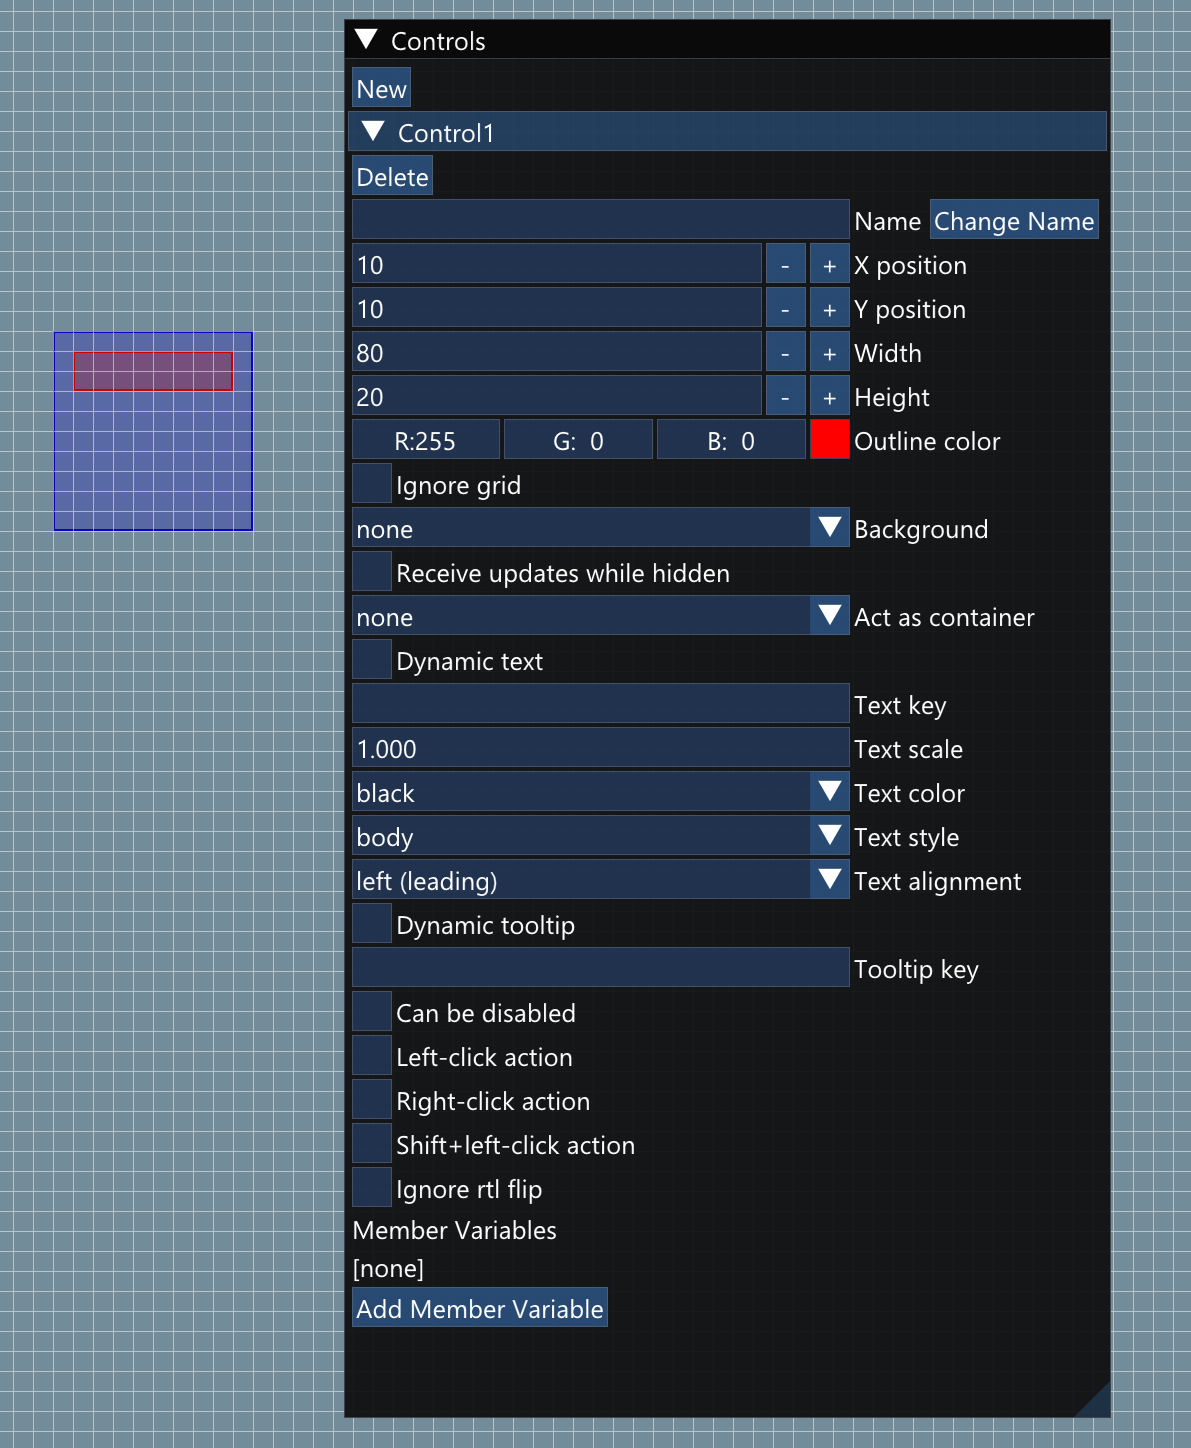 Controls
New
Control1
Delete
Name Change Name
10 - + X position
10 - + Y position
80 - + Width
20 - + Height
R:255 G: 0 B: 0 Outline color
Ignore grid
none Background
Receive updates while hidden
none Act as container
Dynamic text
Text key
1.000 Text scale
black Text color
body Text style
left (leading) Text alignment
Dynamic tooltip
Tooltip key
Can be disabled
Left-click action
Right-click action
Shift+left-click action
Ignore rtl flip
Member Variables
[none]
Add Member Variable